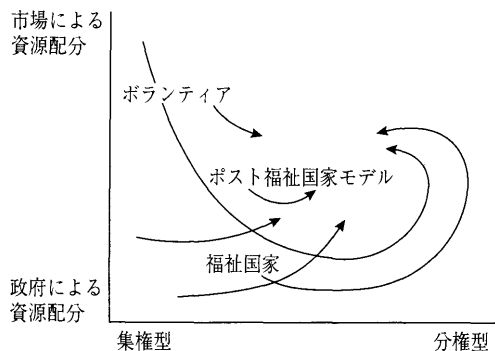 市場による
資源配分
ボランティア
ポスト福祉国家モデル
福祉国家
政府による
資源配分
集権型
分権型